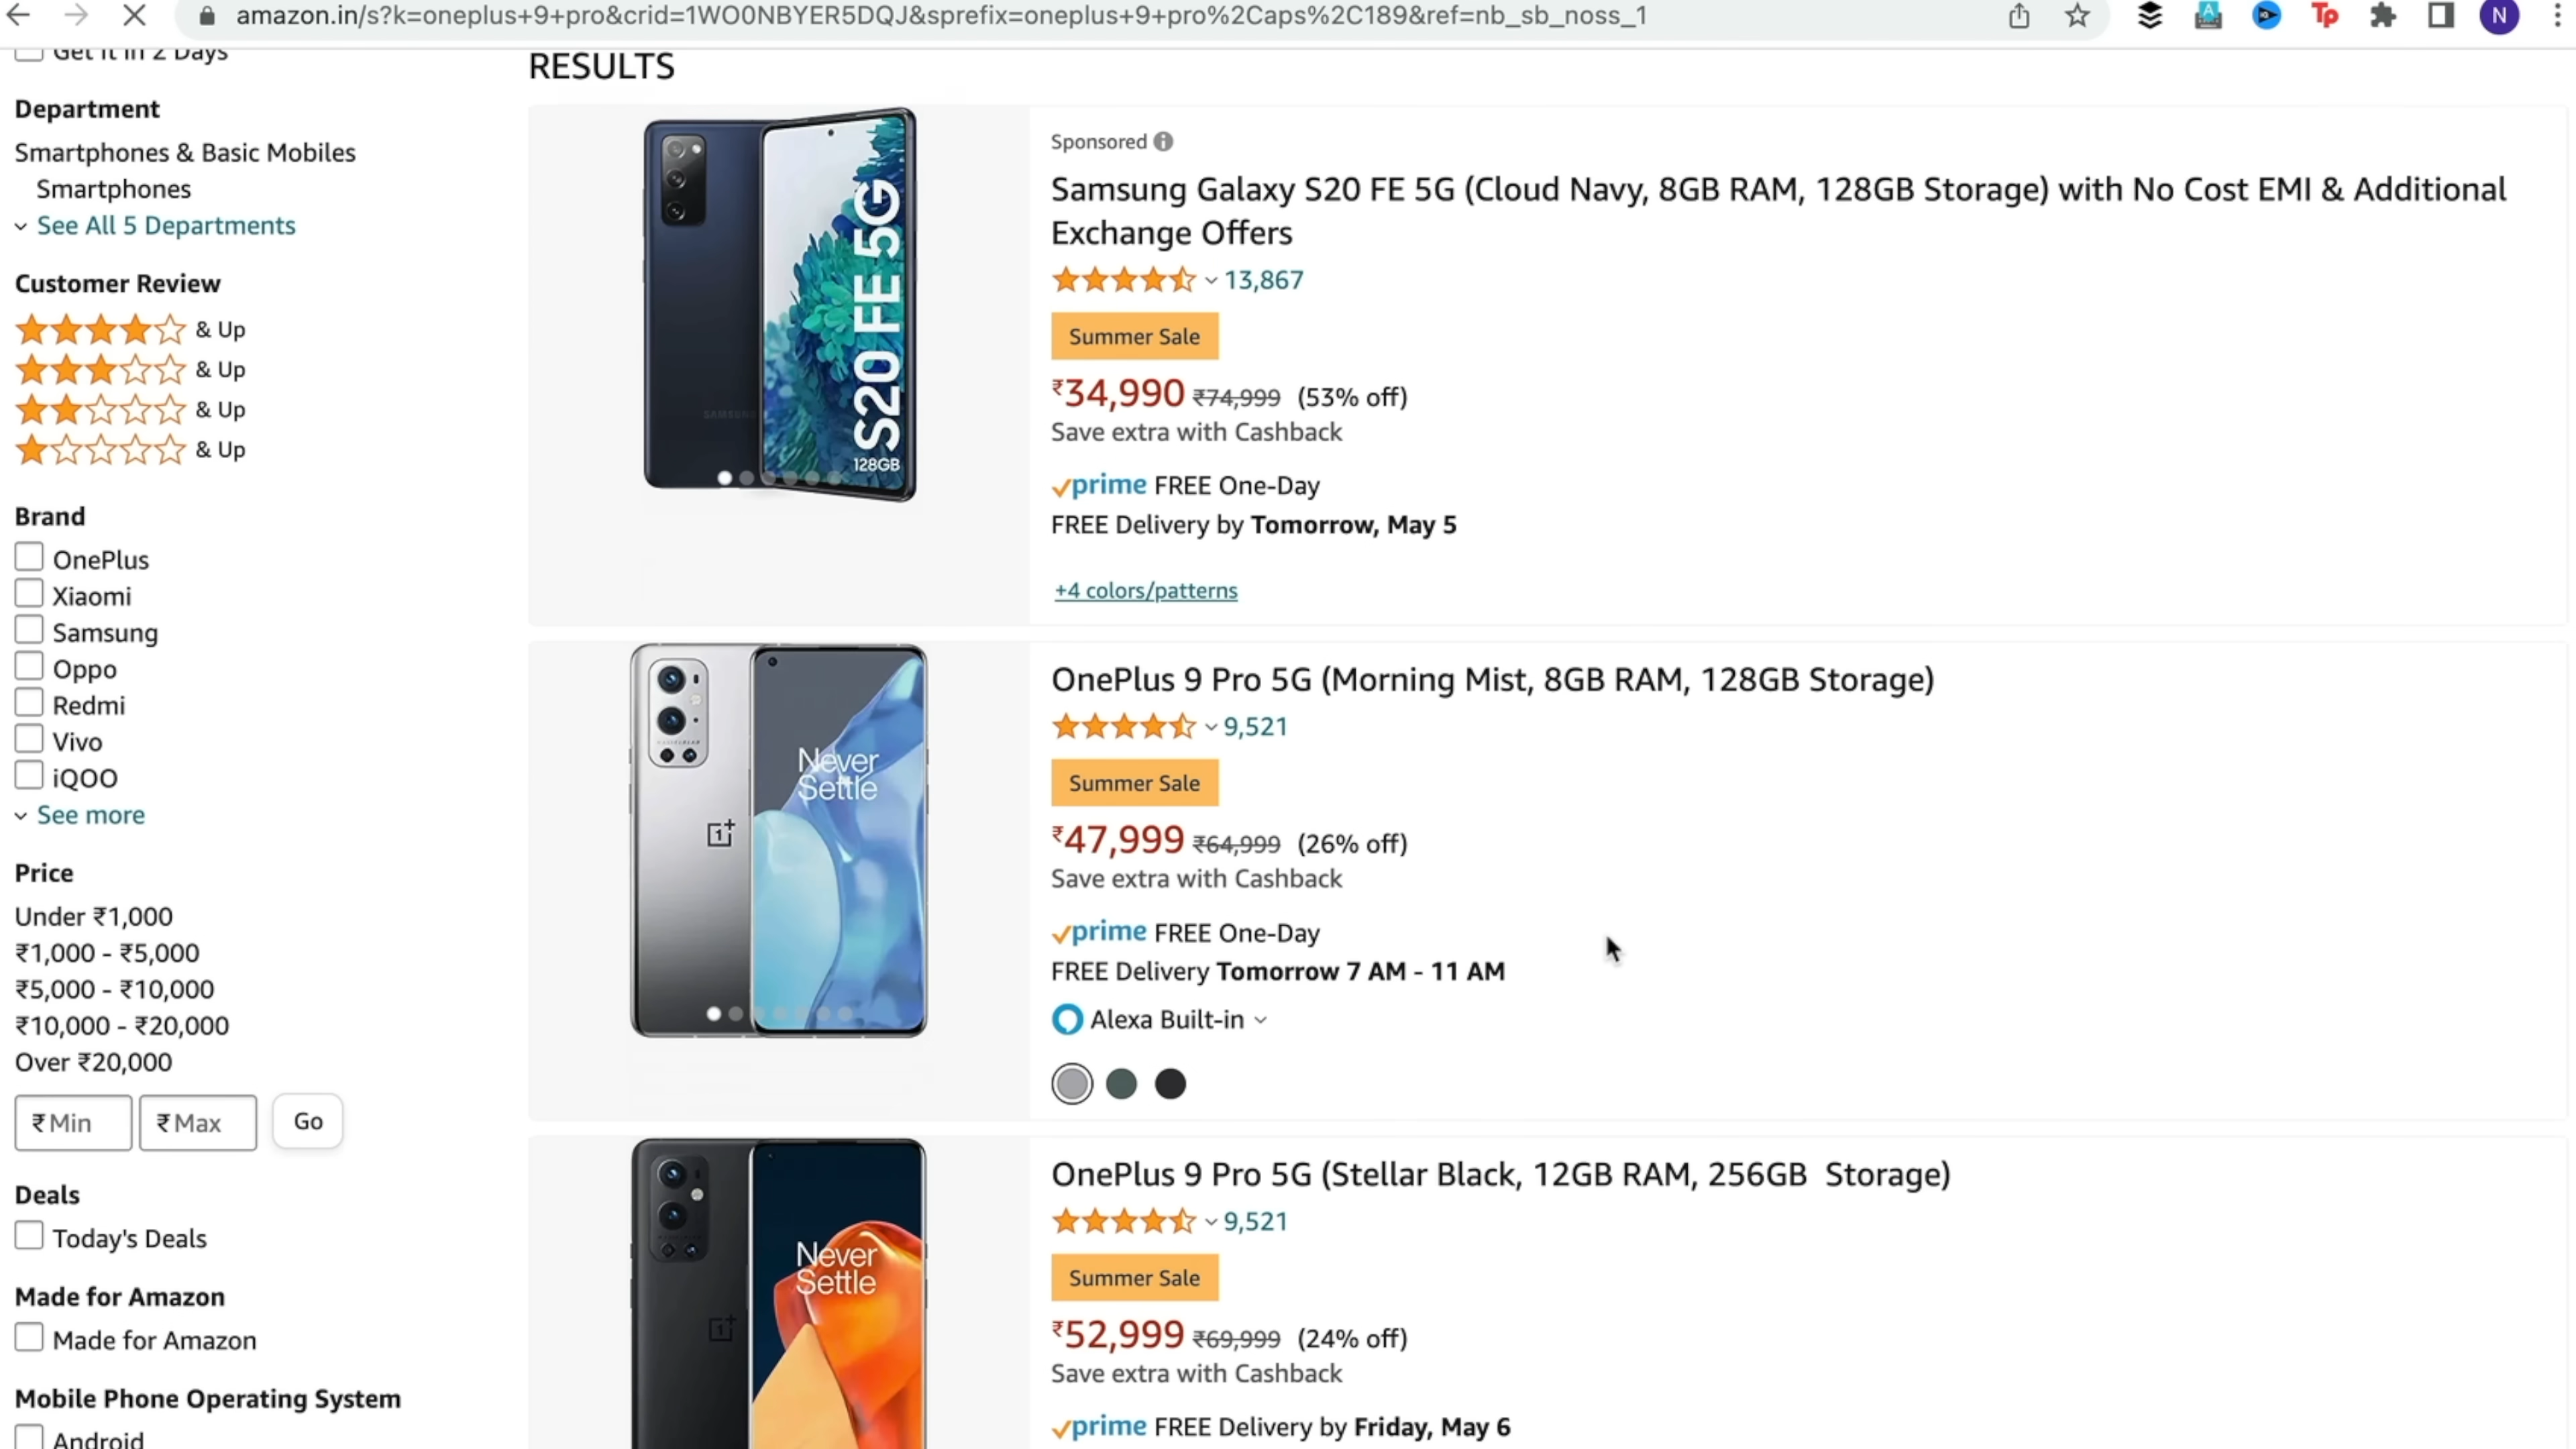 amazon.in/s?k=oneplus+9+pro&crid=1WO0NBYER5DQJ&sprefix=oneplus+9+pro%2Caps%2C189&ref=nb_sb_noss_1
A
Tp
N
Get It in 2 Days
Department
Smartphones & Basic Mobiles
Smartphones
See All 5 Departments
Customer Review
& Up
& Up
& Up
& Up
Brand
OnePlus
Xiaomi
Samsung
Oppo
Redmi
Vivo
iQOO
See more
Price
Under ₹1,000
₹1,000 - ₹5,000
₹5,000 - ₹10,000
₹10,000 - ₹20,000
Over ₹20,000
₹ Min ₹ Max Go
Deals
Today's Deals
Made for Amazon
Made for Amazon
Mobile Phone Operating System
Android
RESULTS
SAMSUNG
S20 FE 5G
128GB
Sponsored
Samsung Galaxy S20 FE 5G (Cloud Navy, 8GB RAM, 128GB Storage) with No Cost EMI & Additional
Exchange Offers
13,867
Summer Sale
₹34,990 ₹74,999 (53% off)
Save extra with Cashback
prime FREE One-Day
FREE Delivery by Tomorrow, May 5
+4 colors/patterns
Never
Settle
OnePlus 9 Pro 5G (Morning Mist, 8GB RAM, 128GB Storage)
9,521
Summer Sale
₹47,999 ₹64,999 (26% off)
Save extra with Cashback
prime FREE One-Day
FREE Delivery Tomorrow 7 AM - 11 AM
Alexa Built-in
Never
Settle
OnePlus 9 Pro 5G (Stellar Black, 12GB RAM, 256GB  Storage)
9,521
Summer Sale
₹52,999 ₹69,999 (24% off)
Save extra with Cashback
prime FREE Delivery by Friday, May 6